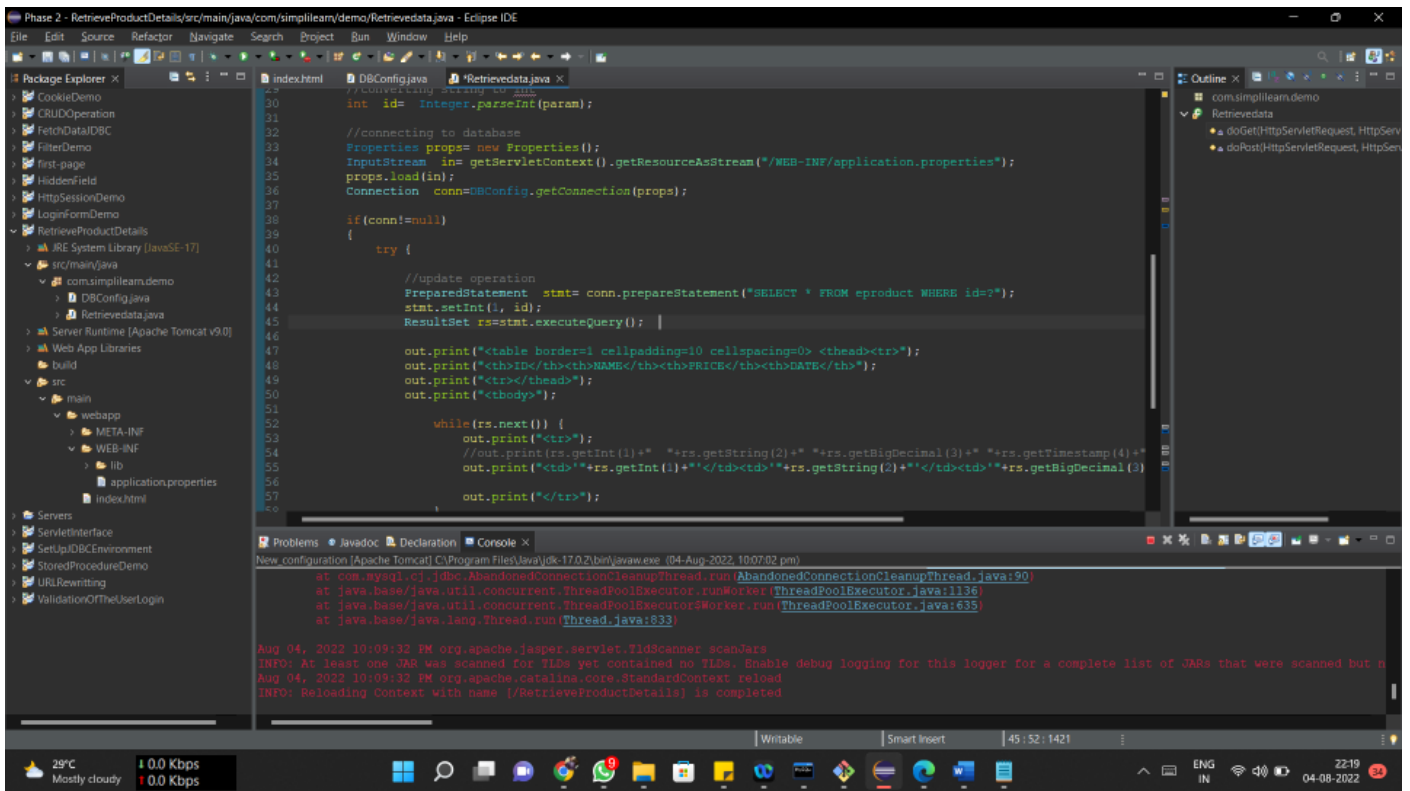 Phase 2 - RetrieveProductDetails/src/main/java/com/simplilearn/demo/Retrievedata.java - Eclipse IDE
File Edit Source Refactor Navigate Search Project Run Window Help
Package Explorer
index.html DBConfig.java *Retrievedata.java
Outline
CookieDemo
CRUDOperation
FetchDataJDBC
FilterDemo
first-page
HiddenField
HttpSessionDemo
LoginFormDemo
RetrieveProductDetails
JRE System Library [JavaSE-17]
src/main/java
com.simplilearn.demo
DBConfig.java
Retrievedata.java
Server Runtime [Apache Tomcat v9.0]
Web App Libraries
build
src
main
webapp
META-INF
WEB-INF
lib
application.properties
index.html
Servers
ServletInterface
SetUpJDBCEnvironment
StoredProcedureDemo
URLRewritting
ValidationOfTheUserLogin
29 //converting string to int
30 int id= Integer.parseInt(param);
31
32 //connecting to database
33 Properties props= new Properties();
34 InputStream in= getServletContext().getResourceAsStream("/WEB-INF/application.properties");
35 props.load(in);
36 Connection conn=DBConfig.getConnection(props);
37
38 if(conn!=null)
39 {
40 try {
41
42 //update operation
43 PreparedStatement stmt= conn.prepareStatement("SELECT * FROM eproduct WHERE id=?");
44 stmt.setInt(1, id);
45 ResultSet rs=stmt.executeQuery();
46
47 out.print("<table border=1 cellpadding=10 cellspacing=0> <thead><tr>");
48 out.print("<th>ID</th><th>NAME</th><th>PRICE</th><th>DATE</th>");
49 out.print("<tr></thead>");
50 out.print("<tbody>");
51
52 while(rs.next()) {
53 out.print("<tr>");
54 //out.print(rs.getInt(1)+" "+rs.getString(2)+" "+rs.getBigDecimal(3)+" "+rs.getTimestamp(4)+"
55 out.print("<td>'"+rs.getInt(1)+"'</td><td>'"+rs.getString(2)+"'</td><td>'"+rs.getBigDecimal(3)
56
57 out.print("</tr>");
com.simplilearn.demo
Retrievedata
doGet(HttpServletRequest, HttpServ
doPost(HttpServletRequest, HttpServ
Problems Javadoc Declaration Console
New_configuration [Apache Tomcat] C:\Program Files\Java\jdk-17.0.2\bin\javaw.exe (04-Aug-2022, 10:07:02 pm)
at com.mysql.cj.jdbc.AbandonedConnectionCleanupThread.run(AbandonedConnectionCleanupThread.java:90)
at java.base/java.util.concurrent.ThreadPoolExecutor.runWorker(ThreadPoolExecutor.java:1136)
at java.base/java.util.concurrent.ThreadPoolExecutor$Worker.run(ThreadPoolExecutor.java:635)
at java.base/java.lang.Thread.run(Thread.java:833)
Aug 04, 2022 10:09:32 PM org.apache.jasper.servlet.TldScanner scanJars
INFO: At least one JAR was scanned for TLDs yet contained no TLDs. Enable debug logging for this logger for a complete list of JARs that were scanned but n
Aug 04, 2022 10:09:32 PM org.apache.catalina.core.StandardContext reload
INFO: Reloading Context with name [/RetrieveProductDetails] is completed
Writable Smart Insert 45 : 52 : 1421
29°C
Mostly cloudy
0.0 Kbps
0.0 Kbps
9
ENG
IN
22:19
04-08-2022
34